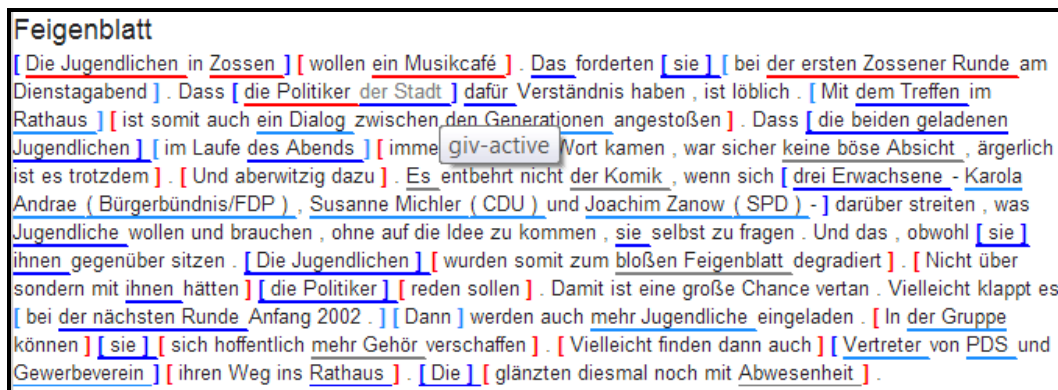 Feigenblatt
[ Die Jugendlichen in Zossen ] [ wollen ein Musikcafé ] . Das forderten [ sie ] [ bei der ersten Zossener Runde am
Dienstagabend ] . Dass [ die Politiker der Stadt ] dafür Verständnis haben , ist löblich . [ Mit dem Treffen im
Rathaus ] [ ist somit auch ein Dialog zwischen den Generationen angestoßen ] . Dass [ die beiden geladenen
Jugendlichen ] [ im Laufe des Abends ] [ imme giv-active Wort kamen , war sicher keine böse Absicht , ärgerlich
ist es trotzdem ] . [ Und aberwitzig dazu ] . Es entbehrt nicht der Komik , wenn sich [ drei Erwachsene - Karola
Andrae ( Bürgerbündnis/FDP ) , Susanne Michler ( CDU ) und Joachim Zanow ( SPD ) - ] darüber streiten , was
Jugendliche wollen und brauchen , ohne auf die Idee zu kommen , sie selbst zu fragen . Und das , obwohl [ sie ]
ihnen gegenüber sitzen . [ Die Jugendlichen ] [ wurden somit zum bloßen Feigenblatt degradiert ] . [ Nicht über
sondern mit ihnen hätten ] [ die Politiker ] [ reden sollen ] . Damit ist eine große Chance vertan . Vielleicht klappt es
[ bei der nächsten Runde Anfang 2002 . ] [ Dann ] werden auch mehr Jugendliche eingeladen . [ In der Gruppe
können ] [ sie ] [ sich hoffentlich mehr Gehör verschaffen ] . [ Vielleicht finden dann auch ] [ Vertreter von PDS und
Gewerbeverein ] [ ihren Weg ins Rathaus ] . [ Die ] [ glänzten diesmal noch mit Abwesenheit ] .